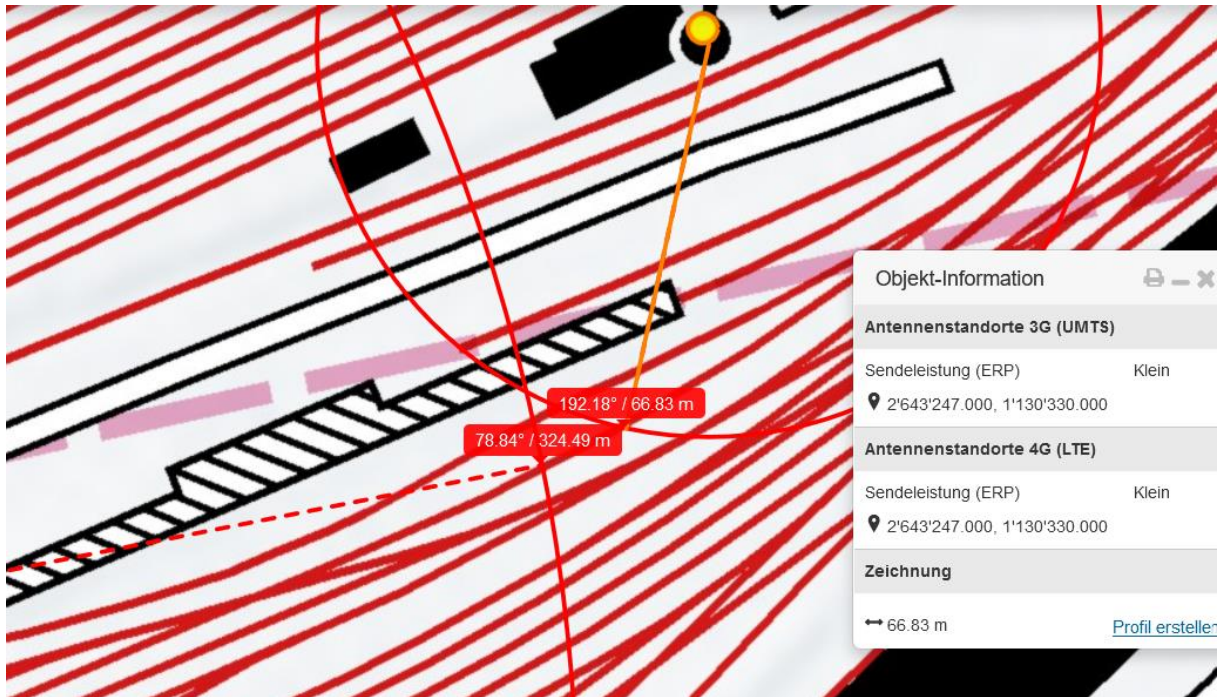 192.18° / 66.83 m
78.84° / 324.49 m
Objekt-Information
Antennenstandorte 3G (UMTS)
Sendeleistung (ERP) Klein
2'643'247.000, 1'130'330.000
Antennenstandorte 4G (LTE)
Sendeleistung (ERP) Klein
2'643'247.000, 1'130'330.000
Zeichnung
66.83 m Profil erstellen